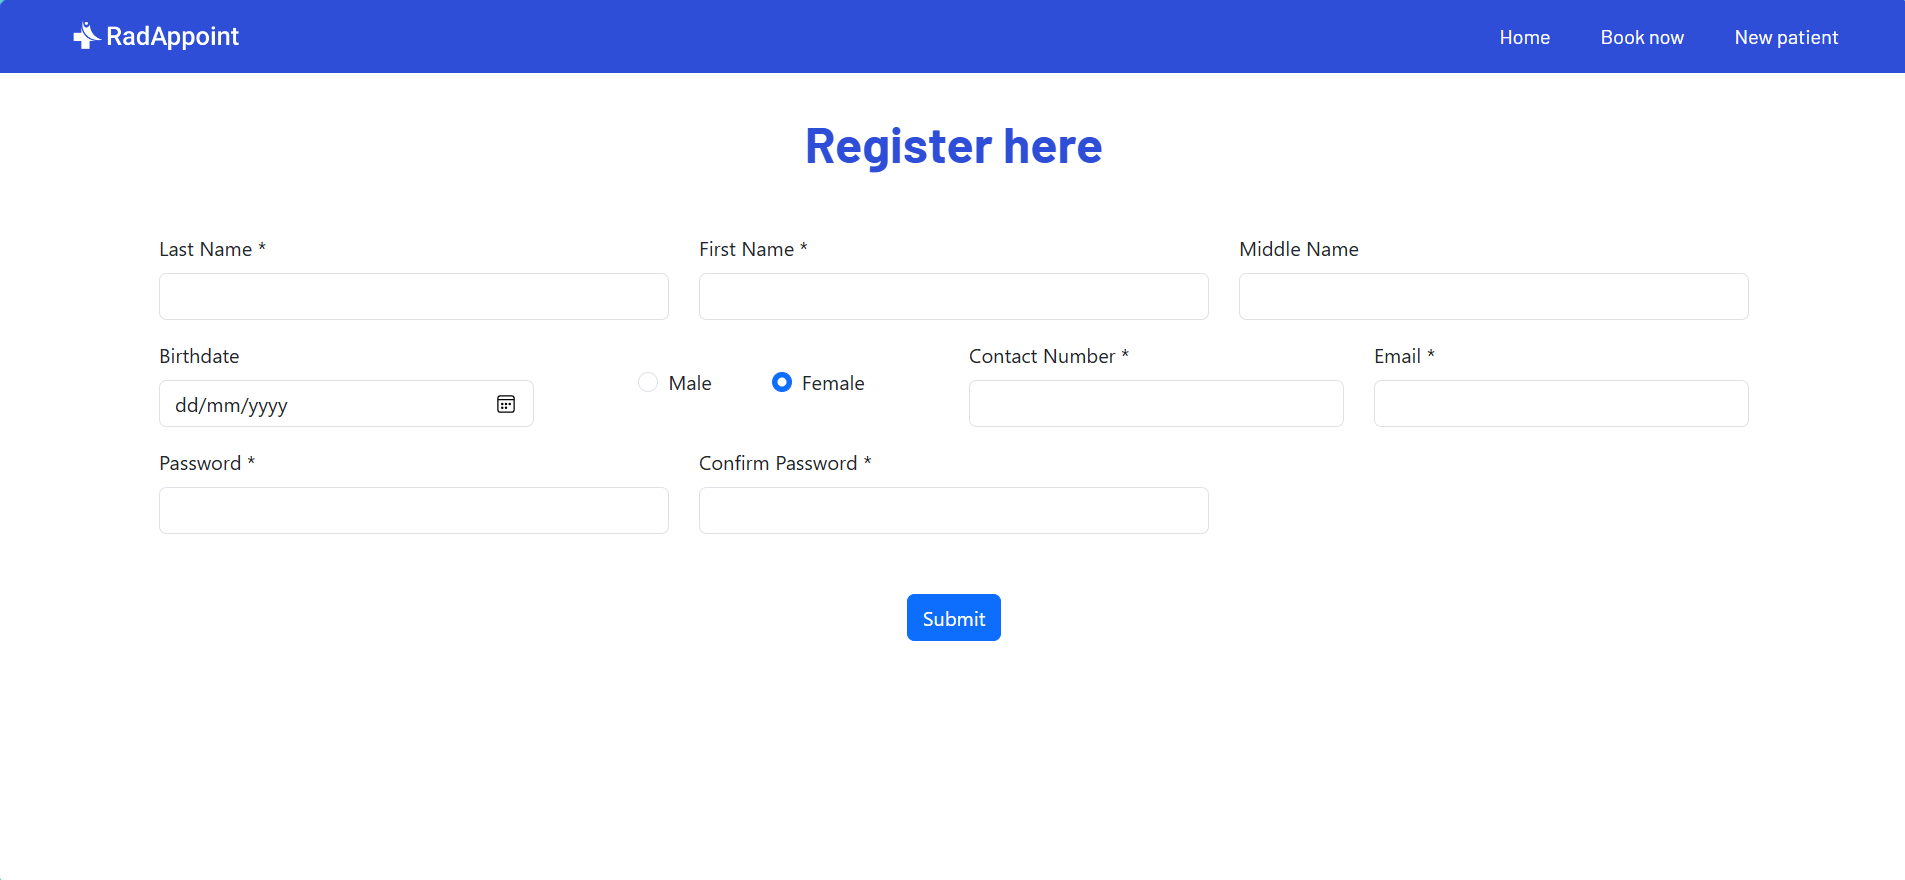 RadAppoint
Home Book now New patient
Register here
Last Name * First Name * Middle Name
Birthdate Contact Number * Email *
dd/mm/yyyy Male Female
Password * Confirm Password *
Submit